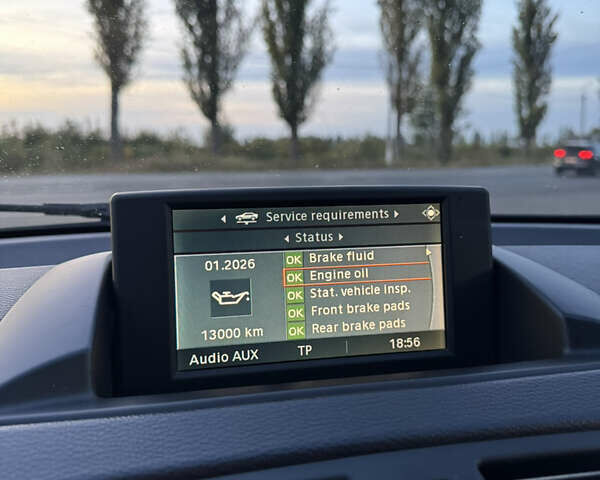 Service requirements
Status
01.2026
13000 km
OK Brake fluid
OK Engine oil
OK Stat. vehicle insp.
OK Front brake pads
OK Rear brake pads
Audio AUX TP 18:56